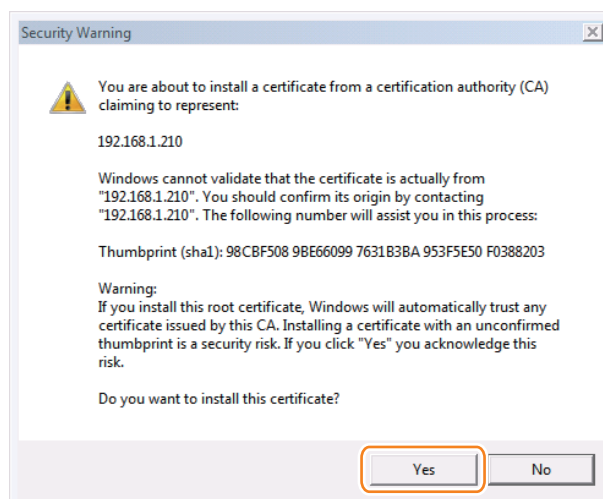 Security Warning
You are about to install a certificate from a certification authority (CA)
claiming to represent:
192.168.1.210
Windows cannot validate that the certificate is actually from
"192.168.1.210". You should confirm its origin by contacting
"192.168.1.210". The following number will assist you in this process:
Thumbprint (sha1): 98CBF508 9BE66099 7631B3BA 953F5E50 F0388203
Warning:
If you install this root certificate, Windows will automatically trust any
certificate issued by this CA. Installing a certificate with an unconfirmed
thumbprint is a security risk. If you click "Yes" you acknowledge this
risk.
Do you want to install this certificate?
Yes
No